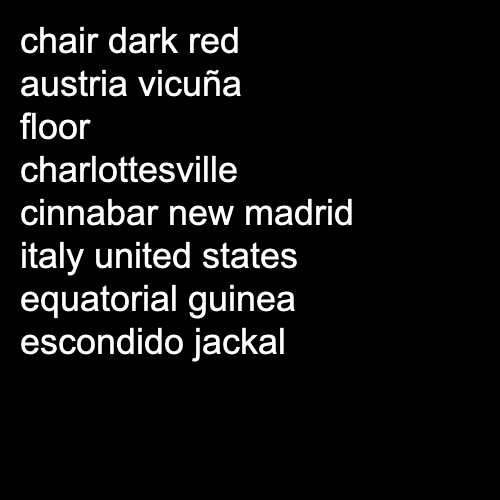 chair dark red
austria vicuña
floor
charlottesville
cinnabar new madrid
italy united states
equatorial guinea
escondido jackal